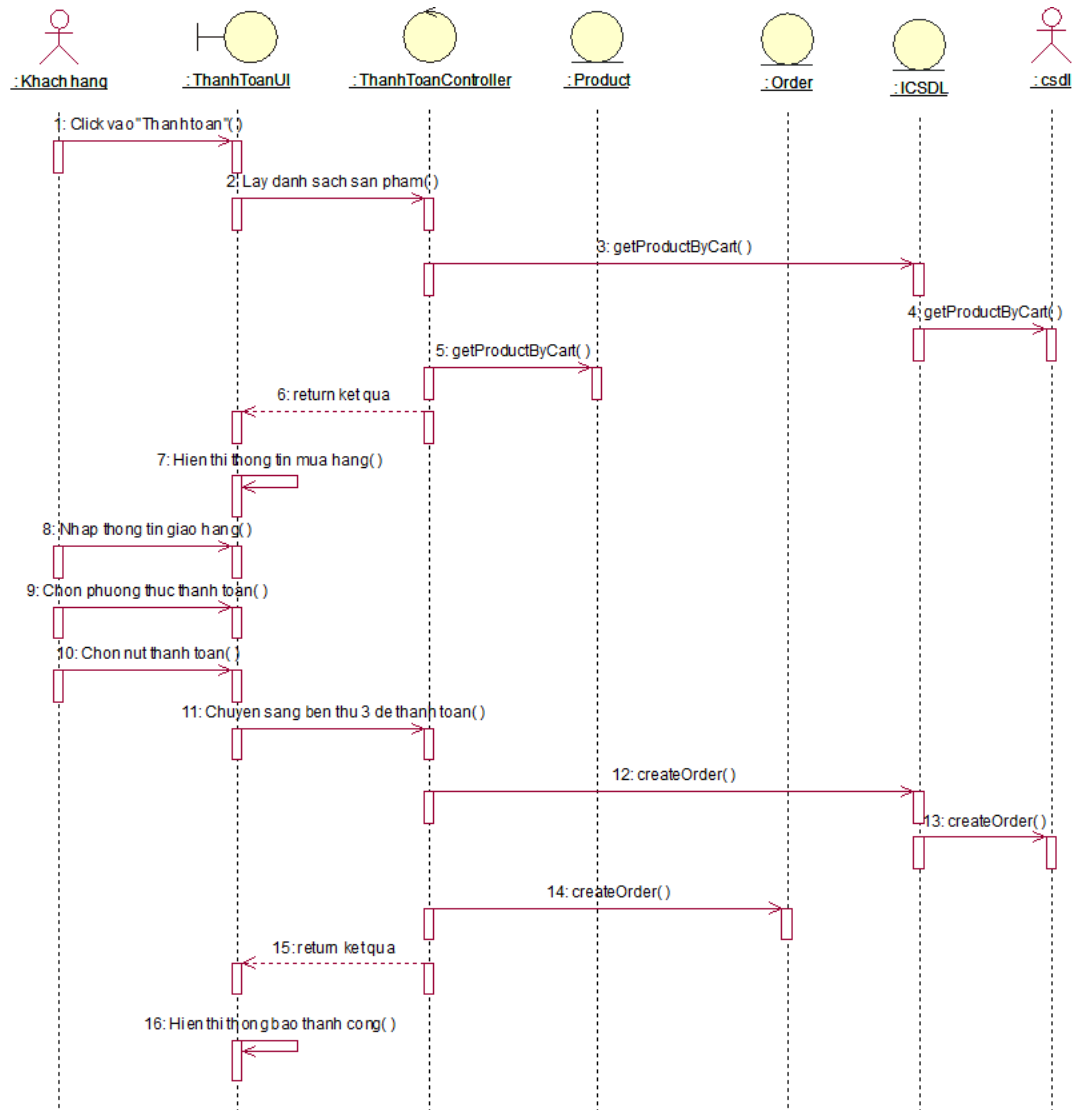 : Khach hang
: ThanhToanUI
: ThanhToanController
: Product
: Order
: ICSDL
: csdl
1: Click vao "Thanh toan"( )
2: Lay danh sach san pham( )
3: getProductByCart( )
4: getProductByCart( )
5: getProductByCart( )
6: return ket qua
7: Hien thi thong tin mua hang( )
8: Nhap thong tin giao hang( )
9: Chon phuong thuc thanh toan( )
10: Chon nut thanh toan( )
11: Chuyen sang ben thu 3 de thanh toan( )
12: createOrder( )
13: createOrder( )
14: createOrder( )
15: return ket qua
16: Hien thi thong bao thanh cong( )